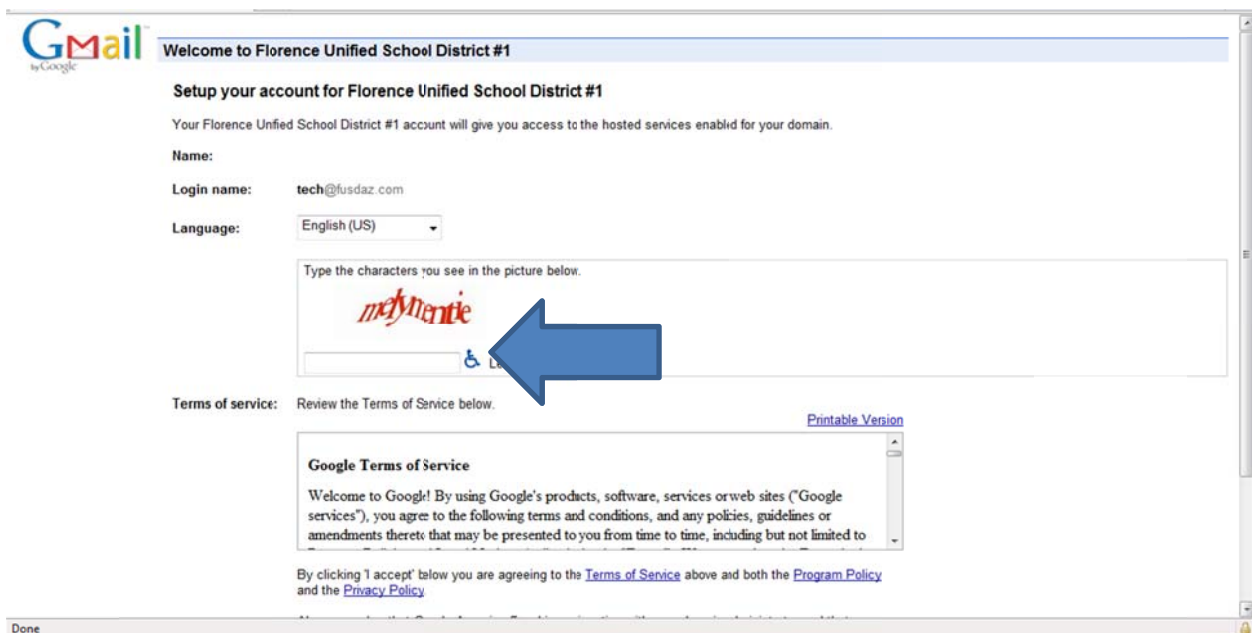 Gmail
by Google
Welcome to Florence Unified School District #1
Setup your account for Florence Unified School District #1
Your Florence Unfied School District #1 account will give you access to the hosted services enabled for your domain.
Name:
Login name: tech@fusdaz.com
Language: English (US)
Type the characters you see in the picture below.
Terms of service: Review the Terms of Service below.
Printable Version
Google Terms of Service
Welcome to Google! By using Google's products, software, services or web sites ("Google
services"), you agree to the following terms and conditions, and any policies, guidelines or
amendments thereto that may be presented to you from time to time, including but not limited to
By clicking 'I accept' below you are agreeing to the Terms of Service above and both the Program Policy
and the Privacy Policy
Done